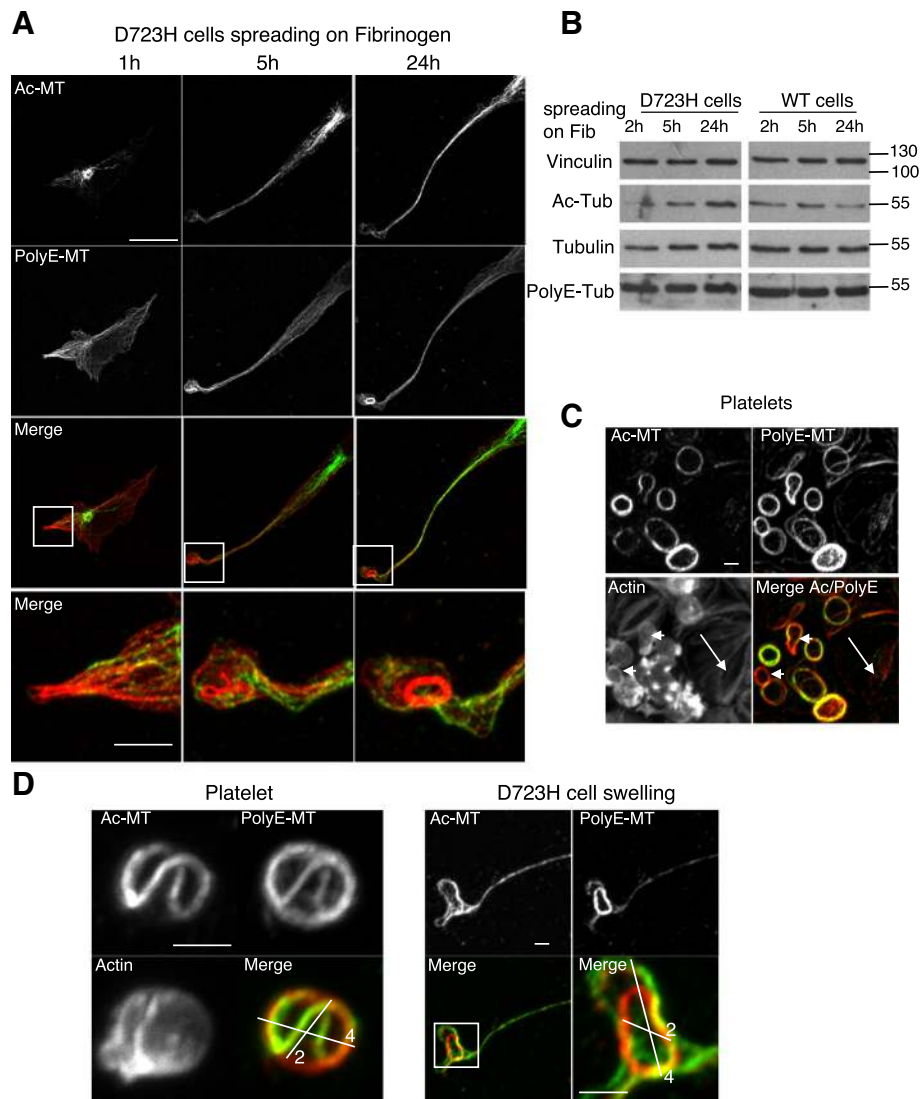 A
D723H cells spreading on Fibrinogen
1h 5h 24h
Ac-MT
PolyE-MT
Merge
Merge
B
spreading on Fib
D723H cells WT cells
2h 5h 24h 2h 5h 24h
Vinculin 130
100
Ac-Tub 55
Tubulin 55
PolyE-Tub 55
C
Platelets
Ac-MT PolyE-MT
Actin Merge Ac/PolyE
D
Platelet
Ac-MT PolyE-MT
Actin Merge
4
2
D723H cell swelling
Ac-MT PolyE-MT
Merge Merge
2
4